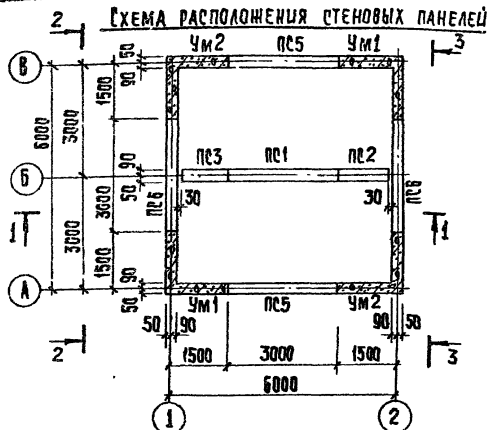 СХЕМА РАСПОЛОЖЕНИЯ СТЕНОВЫХ ПАНЕЛЕЙ
2
3
Ум2 ПС5 Ум1
50
90
В
1500
6000
3000
90
50
Б
ПС3 ПС1 ПС2
30 30
ПС6 ПС6
1 1
3000
3000
1500
90
50
А
Ум1 ПС5 Ум2
50 90 90 50
2
3
1500 3000 1500
6000
1 2